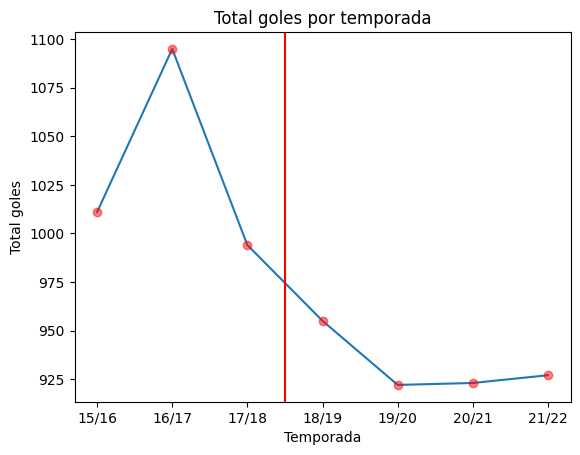 Total goles por temporada
1100
1075
1050
1025
1000
975
950
925
Total goles
15/16 16/17 17/18 18/19 19/20 20/21 21/22
Temporada